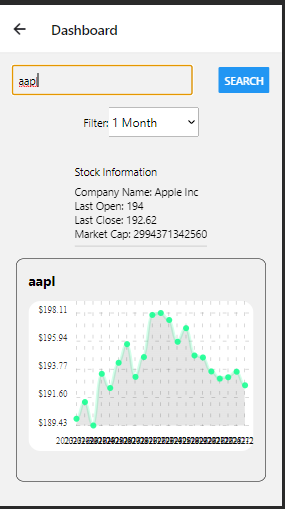 Dashboard
aapl
SEARCH
Filter: 1 Month
Stock Information
Company Name: Apple Inc
Last Open: 194
Last Close: 192.62
Market Cap: 2994371342560
aapl
$198.11
$195.94
$193.77
$191.60
$189.43